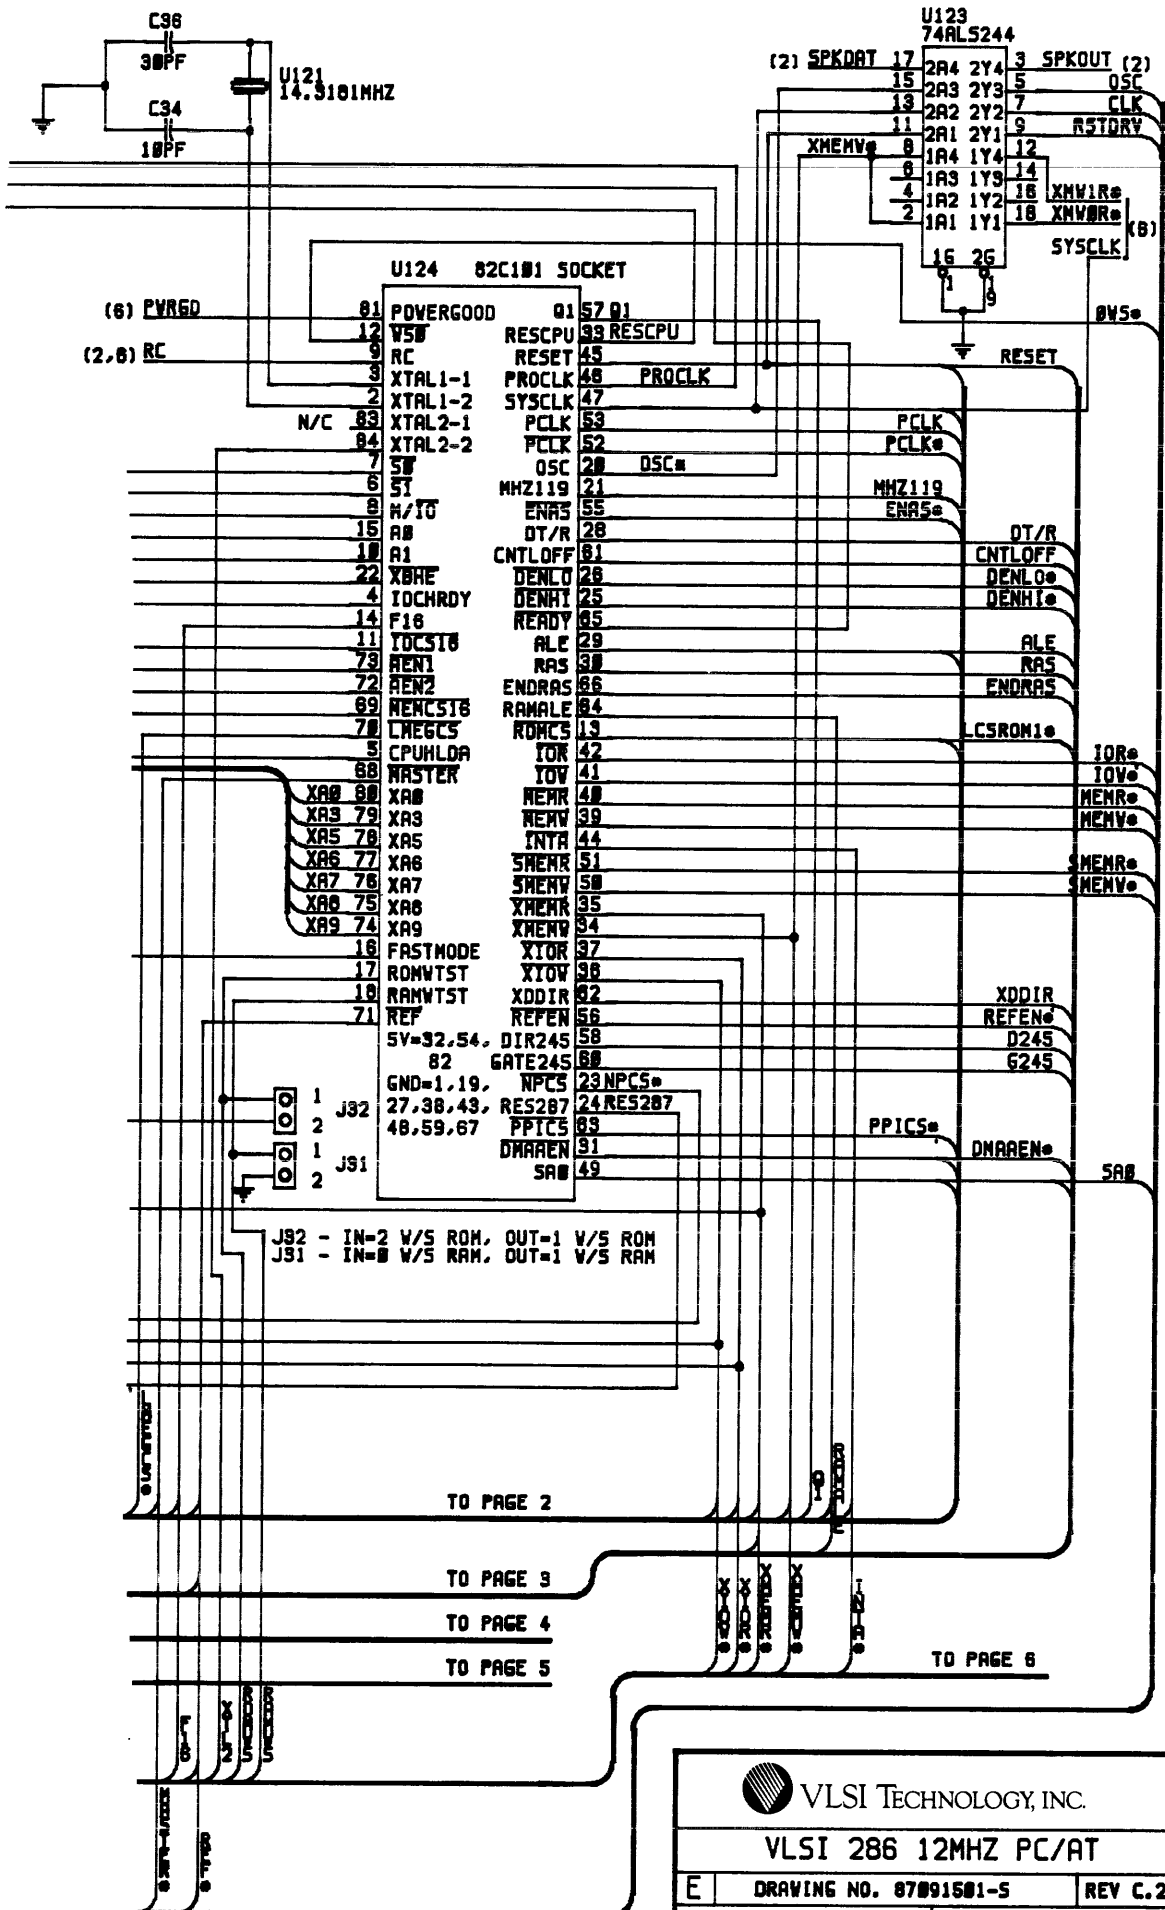 C36
30PF
U121
14.3181MHZ
C34
10PF
U123
74ALS244
(2) SPKDAT 17 2A4 2Y4 3 SPKOUT (2)
15 2A3 2Y3 5 OSC
13 2A2 2Y2 7 CLK
11 2A1 2Y1 9 RSTDRV
XMEMW* 8 1A4 1Y4 12
6 1A3 1Y3 14
4 1A2 1Y2 16 XMW1R*
2 1A1 1Y1 18 XMW0R* (8)
SYSCLK
1G 2G
1 19
U124 82C101 SOCKET
(6) PWRGD 81 POWERGOOD Q1 57 Q1
0WS*
12 WS0 RESCPU 33 RESCPU
(2,8) RC 9 RC RESET 45 RESET
3 XTAL1-1 PROCLK 46 PROCLK
2 XTAL1-2 SYSCLK 47
N/C 83 XTAL2-1 PCLK 53 PCLK
84 XTAL2-2 PCLK 52 PCLK*
7 S0 OSC 20 OSC*
6 S1 MHZ119 21 MHZ119
8 M/IO ENAS 55 ENAS*
15 A0 DT/R 28 DT/R
10 A1 CNTLOFF 61 CNTLOFF
22 XBHE DENLO 26 DENLO*
4 IOCHRDY DENHI 25 DENHI*
14 F16 READY 65
11 IOCS16 ALE 29 ALE
73 AEN1 RAS 30 RAS
72 AEN2 ENDRAS 66 ENDRAS
69 MEMCS16 RAMALE 64
70 LMEGCS ROMCS 13 LCSROM1*
5 CPUHLDA IOR 42 IOR*
68 MASTER IOW 41 IOW*
XA0 80 XA0 MEMR 40 MEMR*
XA3 79 XA3 MEMW 39 MEMW*
XA5 78 XA5 INTA 44
XA6 77 XA6 SMEMR 51 SMEMR*
XA7 76 XA7 SMEMW 50 SMEMW*
XA8 75 XA8 XMEMR 35
XA9 74 XA9 XMEMW 34
16 FASTMODE XIOR 37
17 ROMWTST XIOW 36
18 RAMWTST XDDIR 62 XDDIR
71 REF REFEN 56 REFEN*
5V=32,54, DIR245 58 D245
82 GATE245 60 G245
GND=1,19, NPCS 23 NPCS*
27,38,43, RES287 24 RES287
48,59,67 PPICS 63 PPICS*
DMAAEN 31 DMAAEN*
SA0 49 SA0
1
2
J32
1
2
J31
J32 - IN=2 W/S ROM, OUT=1 W/S ROM
J31 - IN=0 W/S RAM, OUT=1 W/S RAM
Q1
TO PAGE 2
TO PAGE 3
XIOW* XIOR* XMEMR* XMEMW* INTA*
TO PAGE 4
TO PAGE 5
TO PAGE 6
F16
MASTER* REF*
VLSI TECHNOLOGY, INC.
VLSI 286 12MHZ PC/AT
E DRAWING NO. 87091501-S REV C.2